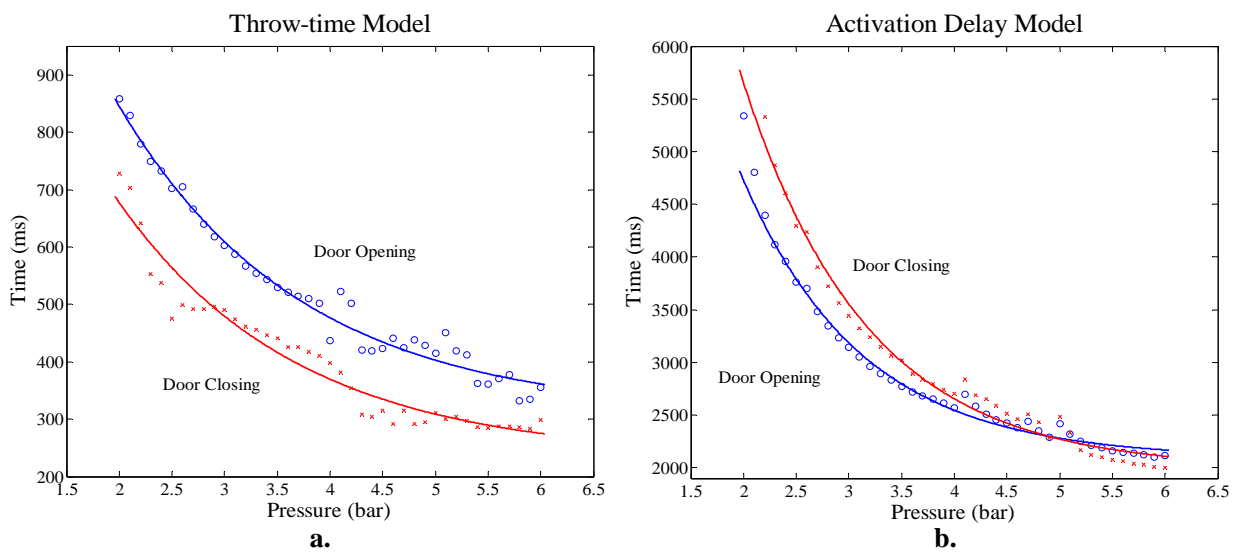 Throw-time Model
900
800
700
600
500
400
300
200
Time (ms)
Door Opening
Door Closing
1.5 2 2.5 3 3.5 4 4.5 5 5.5 6 6.5
Pressure (bar)
a.
Activation Delay Model
6000
5500
5000
4500
4000
3500
3000
2500
2000
Time (ms)
Door Closing
Door Opening
1.5 2 2.5 3 3.5 4 4.5 5 5.5 6 6.5
Pressure (bar)
b.